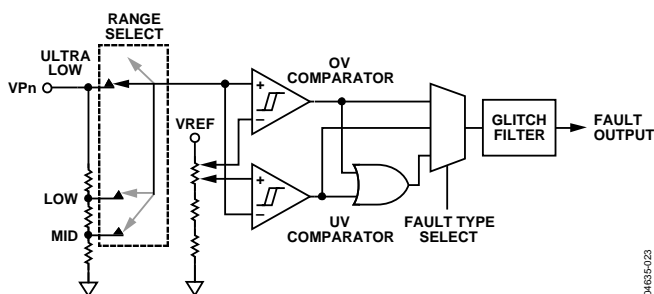 RANGE
SELECT
ULTRA
LOW
VPn
LOW
MID
VREF
+
–
OV
COMPARATOR
+
–
UV
COMPARATOR
FAULT TYPE
SELECT
GLITCH
FILTER
FAULT
OUTPUT
04635-023